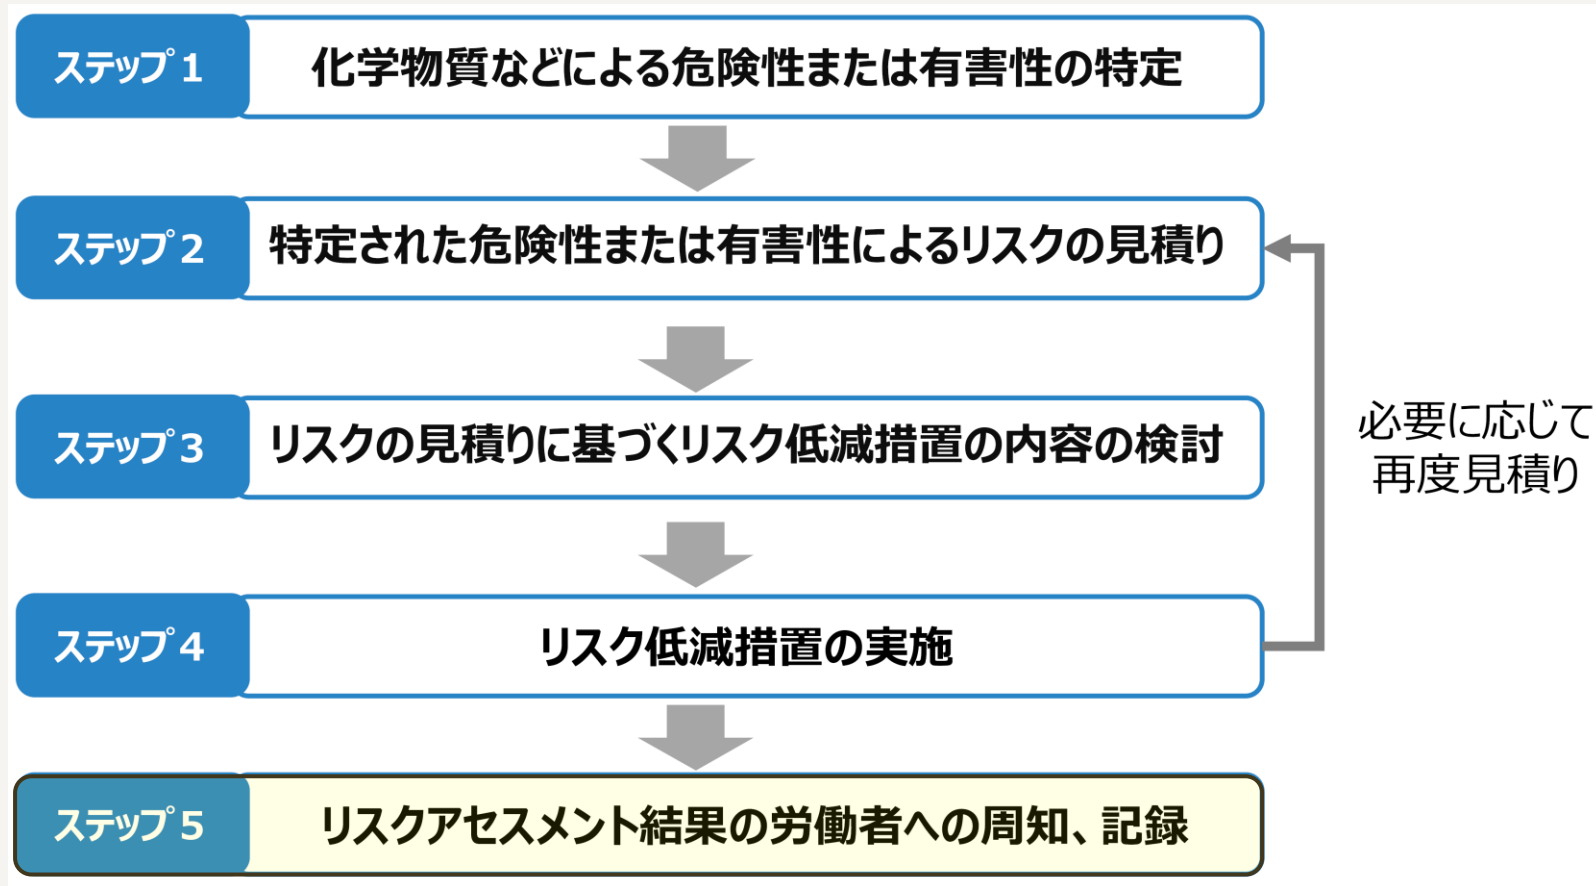 ステップ1
化学物質などによる危険性または有害性の特定
ステップ2
特定された危険性または有害性によるリスクの見積り
ステップ3
リスクの見積りに基づくリスク低減措置の内容の検討
必要に応じて
再度見積り
ステップ4
リスク低減措置の実施
ステップ5
リスクアセスメント結果の労働者への周知、記録